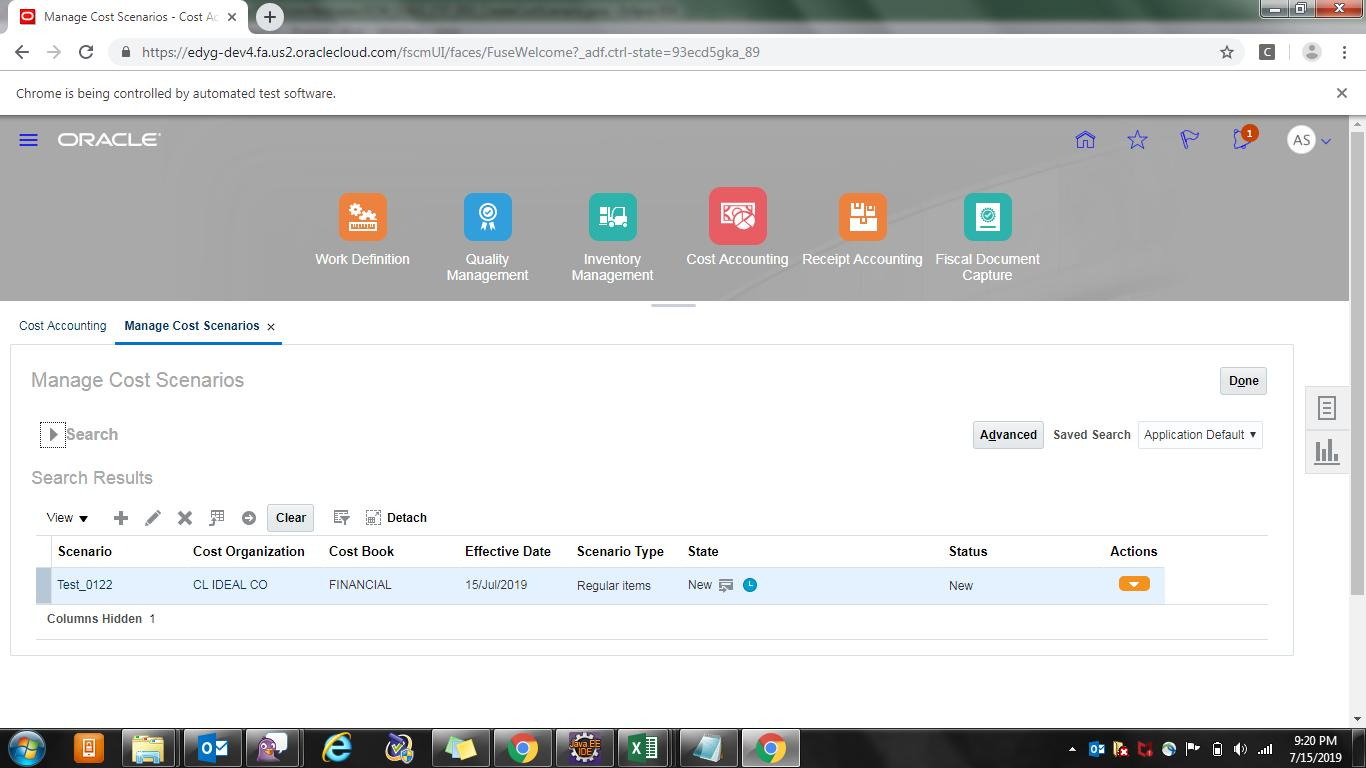 Manage Cost Scenarios - Cost Ac
https://edyg-dev4.fa.us2.oraclecloud.com/fscmUI/faces/FuseWelcome?_adf.ctrl-state=93ecd5gka_89
C
Chrome is being controlled by automated test software.
ORACLE
1
AS
Work Definition
Quality Management
Inventory Management
Cost Accounting
Receipt Accounting
Fiscal Document Capture
Cost Accounting Manage Cost Scenarios
Manage Cost Scenarios
Done
Search
Advanced Saved Search Application Default
Search Results
View Clear Detach
Scenario Cost Organization Cost Book Effective Date Scenario Type State Status Actions
Test_0122 CL IDEAL CO FINANCIAL 15/Jul/2019 Regular items New New
Columns Hidden 1
Java EE IDE
9:20 PM
7/15/2019